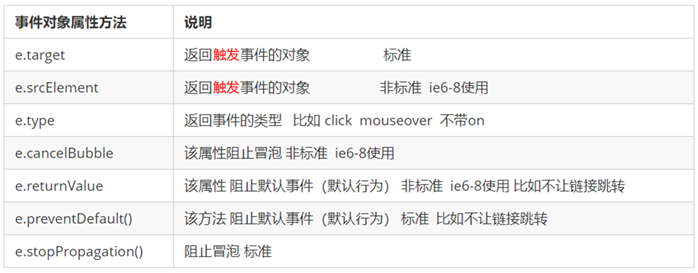 事件对象属性方法 说明
e.target 返回触发事件的对象 标准
e.srcElement 返回触发事件的对象 非标准 ie6-8使用
e.type 返回事件的类型 比如 click mouseover 不带on
e.cancelBubble 该属性阻止冒泡 非标准 ie6-8使用
e.returnValue 该属性 阻止默认事件（默认行为） 非标准 ie6-8使用 比如不让链接跳转
e.preventDefault() 该方法 阻止默认事件（默认行为） 标准 比如不让链接跳转
e.stopPropagation() 阻止冒泡 标准